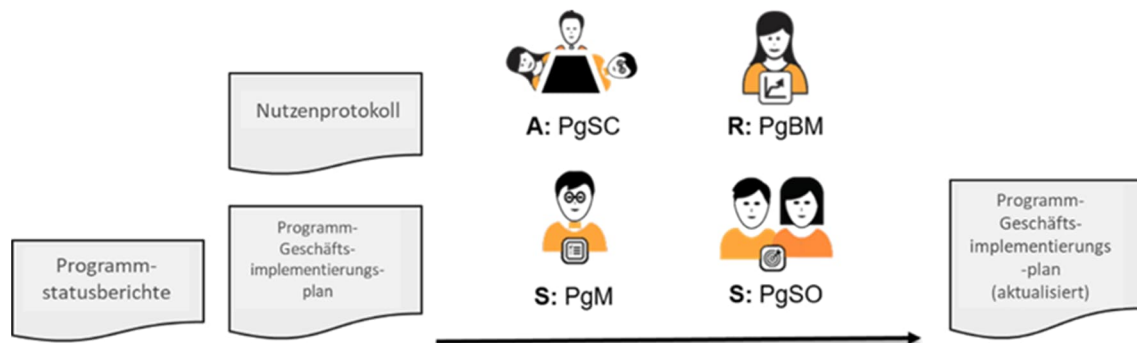 Nutzenprotokoll
Programm-
Geschäfts-
implementierungs-
plan
Programm-
statusberichte
A: PgSC
R: PgBM
S: PgM
S: PgSO
Programm-
Geschäfts-
implementierungs
-plan
(aktualisiert)